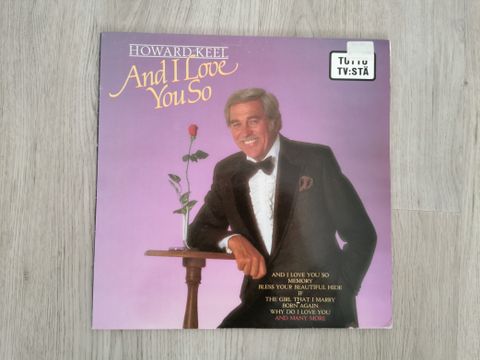 HOWARD KEEL
And I Love
You So
TUTTU
TV:STÄ
AND I LOVE YOU SO
MEMORY
BLESS YOUR BEAUTIFUL HIDE
IF
THE GIRL THAT I MARRY
BORN AGAIN
WHY DO I LOVE YOU
AND MANY MORE